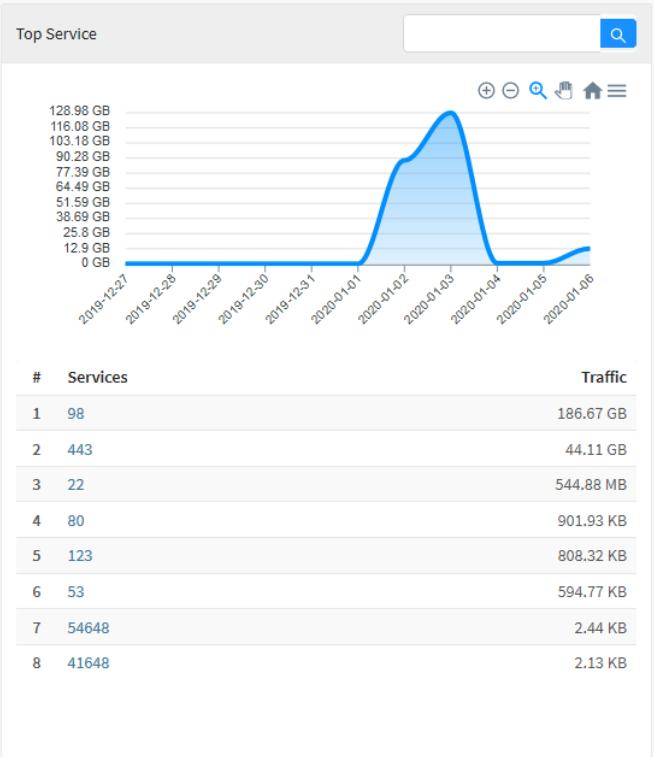 Top Service
128.98 GB
116.08 GB
103.18 GB
90.28 GB
77.39 GB
64.49 GB
51.59 GB
38.69 GB
25.8 GB
12.9 GB
0 GB
2019-12-27 2019-12-28 2019-12-29 2019-12-30 2019-12-31 2020-01-01 2020-01-02 2020-01-03 2020-01-04 2020-01-05 2020-01-06
# Services Traffic
1 98 186.67 GB
2 443 44.11 GB
3 22 544.88 MB
4 80 901.93 KB
5 123 808.32 KB
6 53 594.77 KB
7 54648 2.44 KB
8 41648 2.13 KB